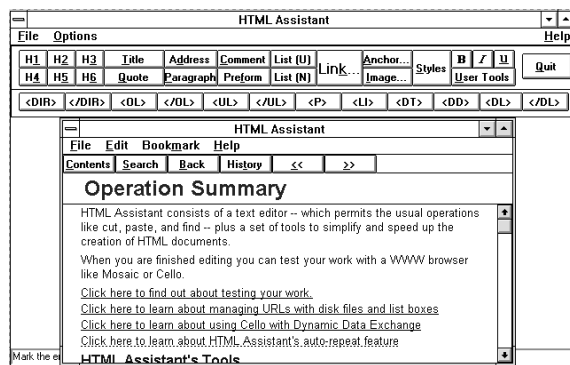 HTML Assistant
File Options Help
H1 H2 H3 Title Address Comment List (U) Link... Anchor... Styles B I U Quit
H4 H5 H6 Quote Paragraph Preform List (N) Image... User Tools
<DIR> </DIR> <OL> </OL> <UL> </UL> <P> <LI> <DT> <DD> <DL> </DL>
HTML Assistant
File Edit Bookmark Help
Contents Search Back History << >>
Operation Summary
HTML Assistant consists of a text editor -- which permits the usual operations
like cut, paste, and find -- plus a set of tools to simplify and speed up the
creation of HTML documents.
When you are finished editing you can test your work with a WWW browser
like Mosaic or Cello.
Click here to find out about testing your work.
Click here to learn about managing URLs with disk files and list boxes
Click here to learn about using Cello with Dynamic Data Exchange
Click here to learn about HTML Assistant's auto-repeat feature
Mark the
HTML Assistant's Tools